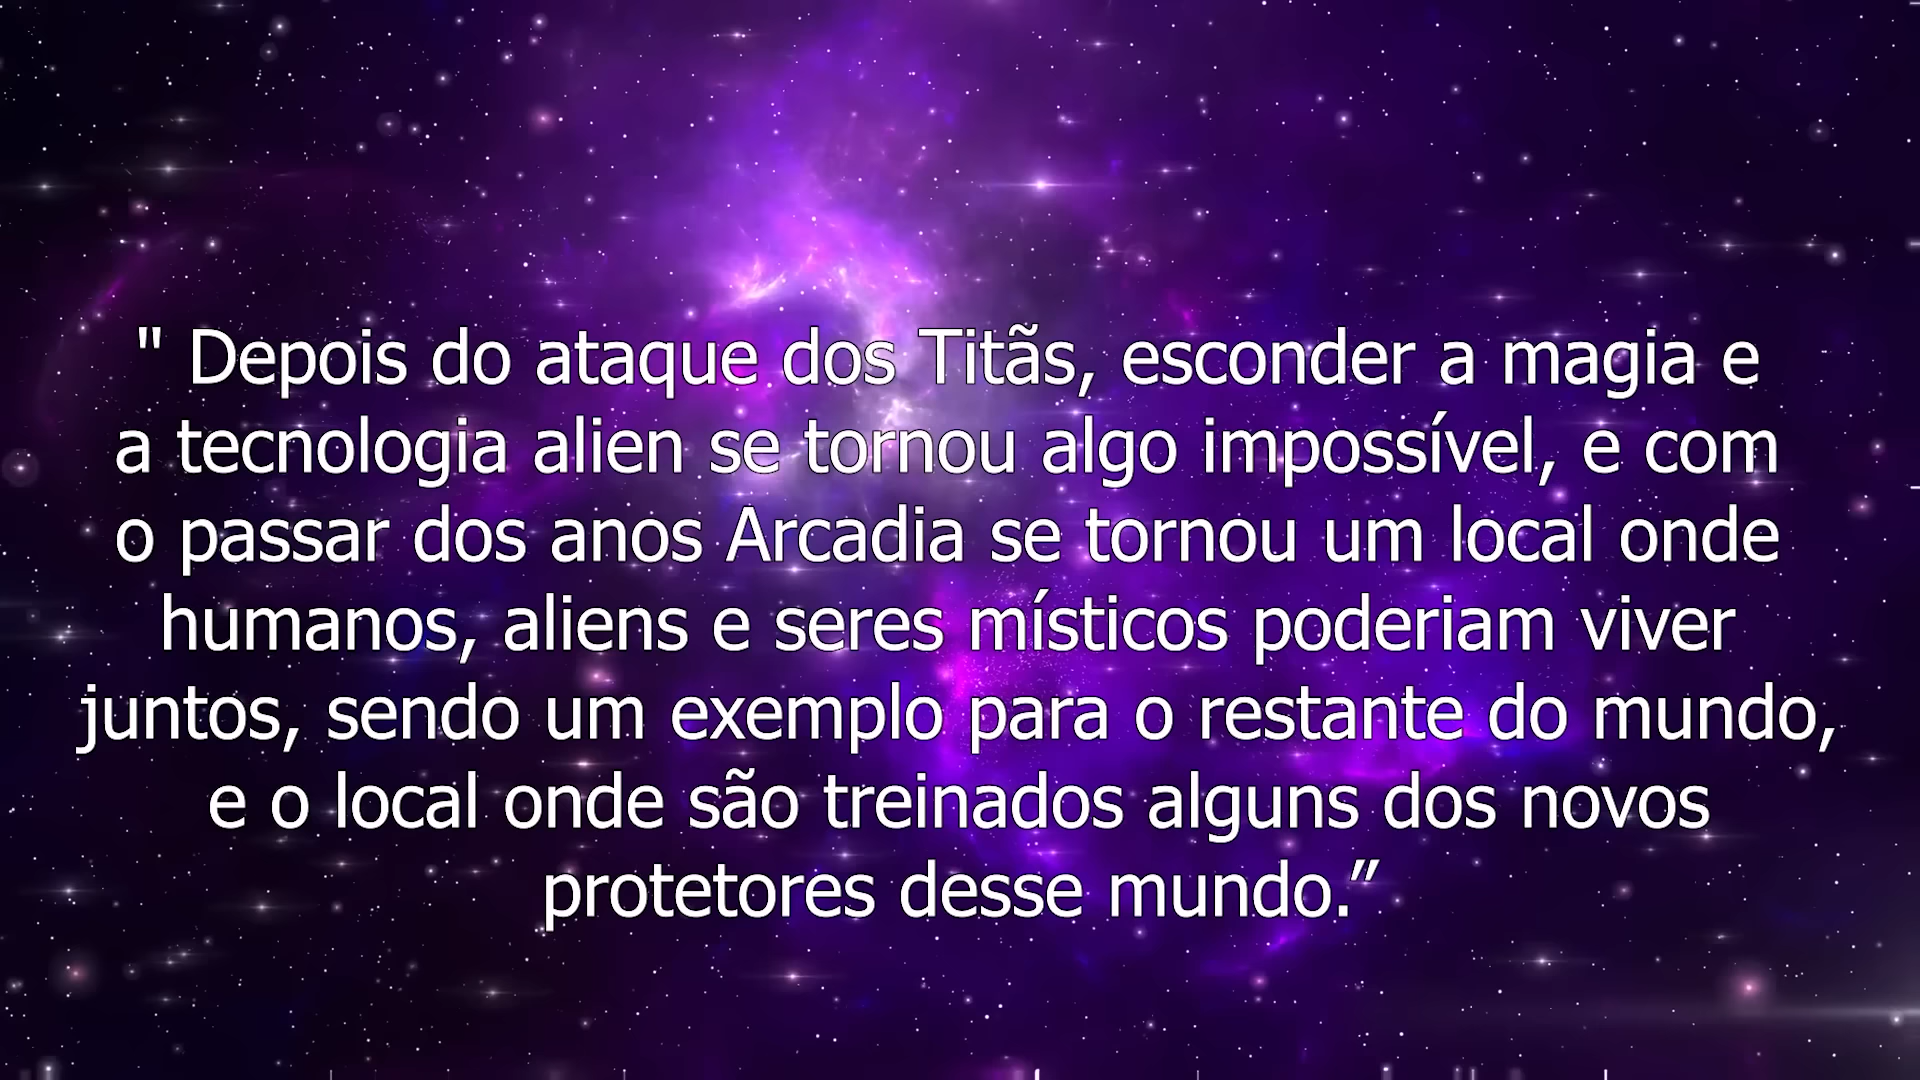 " Depois do ataque dos Titãs, esconder a magia e
a tecnologia alien se tornou algo impossível, e com
o passar dos anos Arcadia se tornou um local onde
humanos, aliens e seres místicos poderiam viver
juntos, sendo um exemplo para o restante do mundo,
e o local onde são treinados alguns dos novos
protetores desse mundo.”